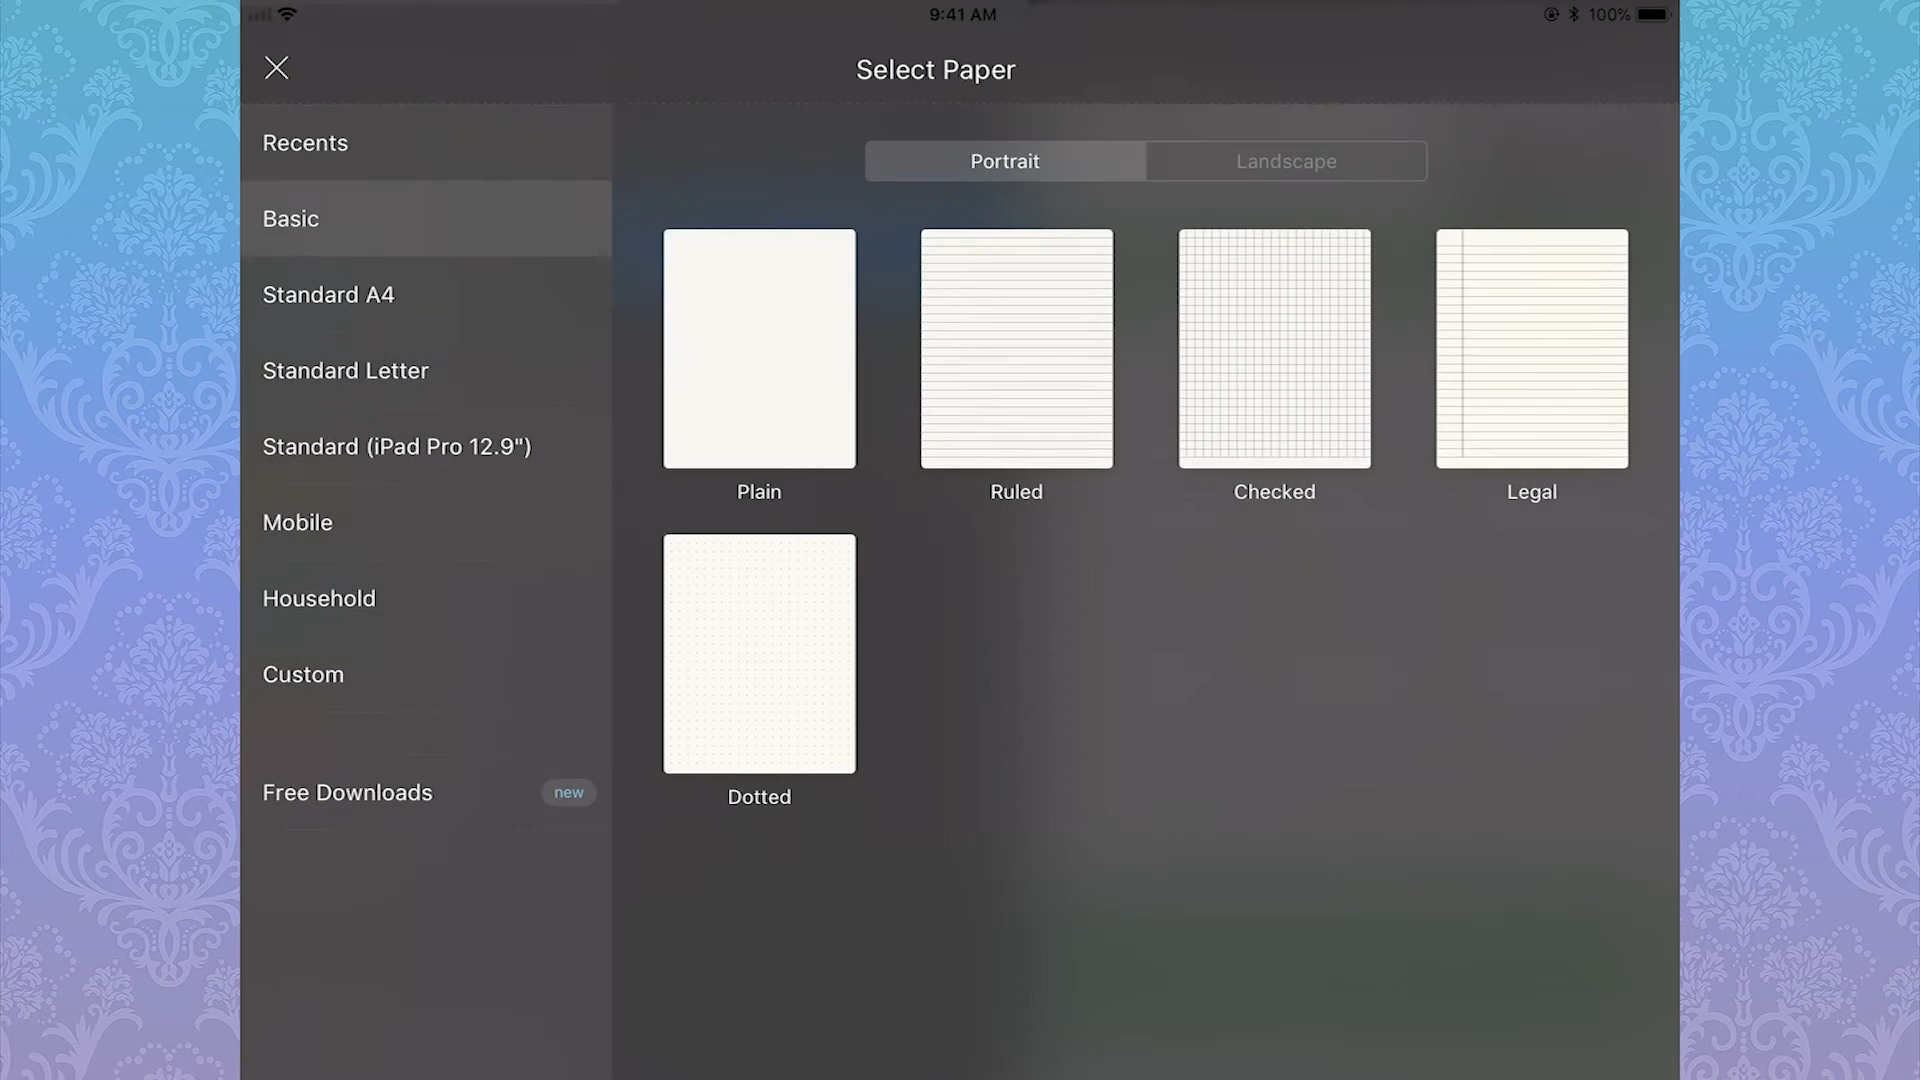 9:41 AM
100%
Select Paper
Recents
Basic
Standard A4
Standard Letter
Standard (iPad Pro 12.9")
Mobile
Household
Custom
Free Downloads new
Portrait Landscape
Plain Ruled Checked Legal
Dotted